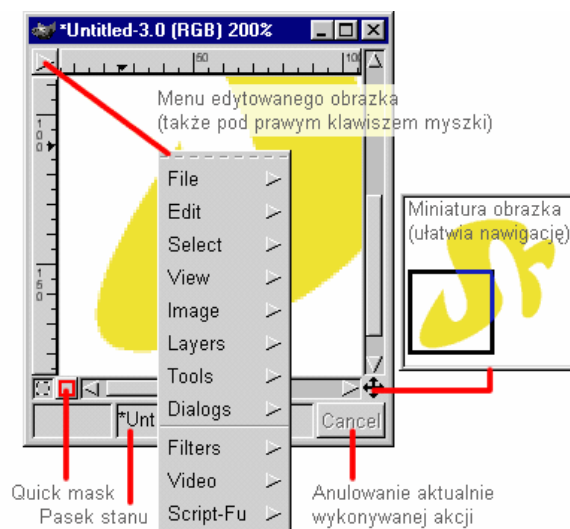 *Untitled-3.0 (RGB) 200%
50
100
Menu edytowanego obrazka
(także pod prawym klawiszem myszki)
100
150
File
Edit
Select
View
Image
Layers
Tools
Dialogs
Filters
Video
Script-Fu
Miniatura obrazka
(ułatwia nawigację)
*Unt
Cancel
Quick mask
Pasek stanu
Anulowanie aktualnie
wykonywanej akcji